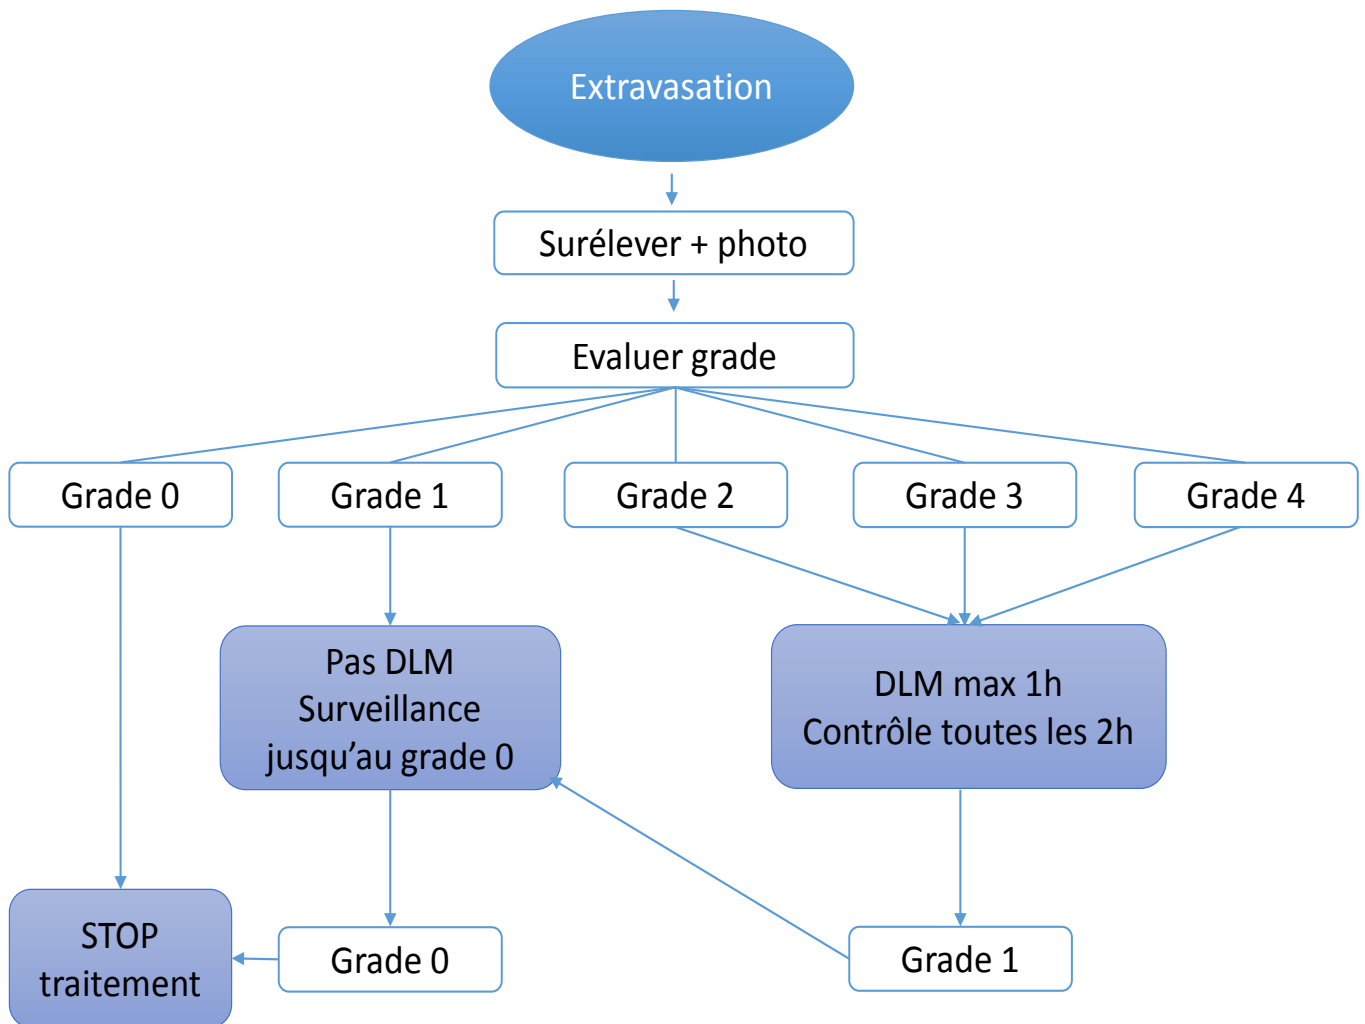 Extravasation
Surélever + photo
Evaluer grade
Grade 0
Grade 1
Grade 2
Grade 3
Grade 4
Pas DLM
Surveillance
jusqu’au grade 0
DLM max 1h
Contrôle toutes les 2h
STOP
traitement
Grade 0
Grade 1